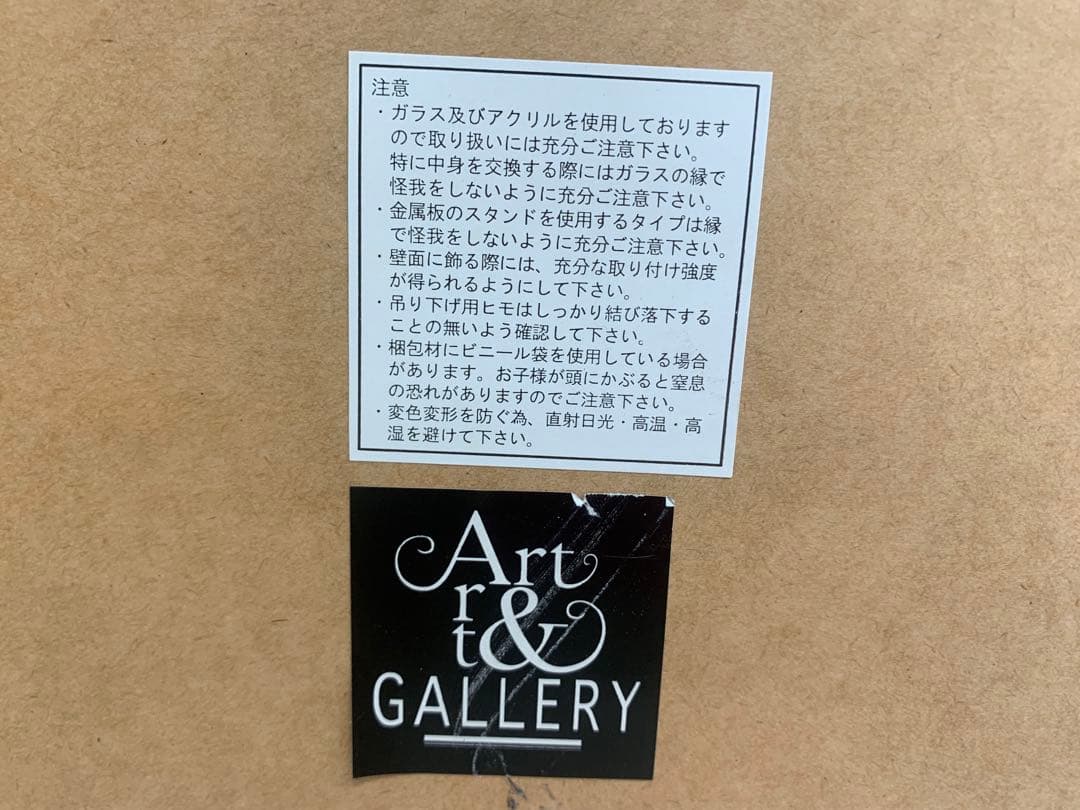 注意
・ガラス及びアクリルを使用しております
ので取り扱いには充分ご注意下さい。
特に中身を交換する際にはガラスの縁で
怪我をしないように充分ご注意下さい。
・金属板のスタンドを使用するタイプは縁
で怪我をしないように充分ご注意下さい。
・壁面に飾る際には、充分な取り付け強度
が得られるようにして下さい。
・吊り下げ用ヒモはしっかり結び落下する
ことの無いよう確認して下さい。
・梱包材にビニール袋を使用している場合
があります。お子様が頭にかぶると窒息
の恐れがありますのでご注意下さい。
・変色変形を防ぐ為、直射日光・高温・高
湿を避けて下さい。
Art
r
t&
GALLERY